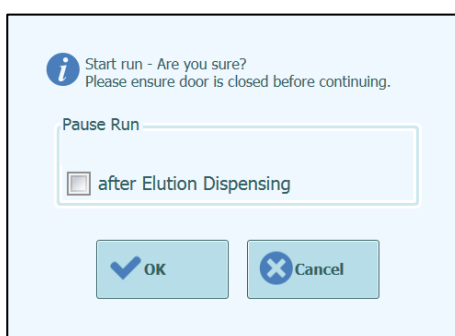 Start run - Are you sure?
Please ensure door is closed before continuing.
Pause Run
after Elution Dispensing
OK
Cancel